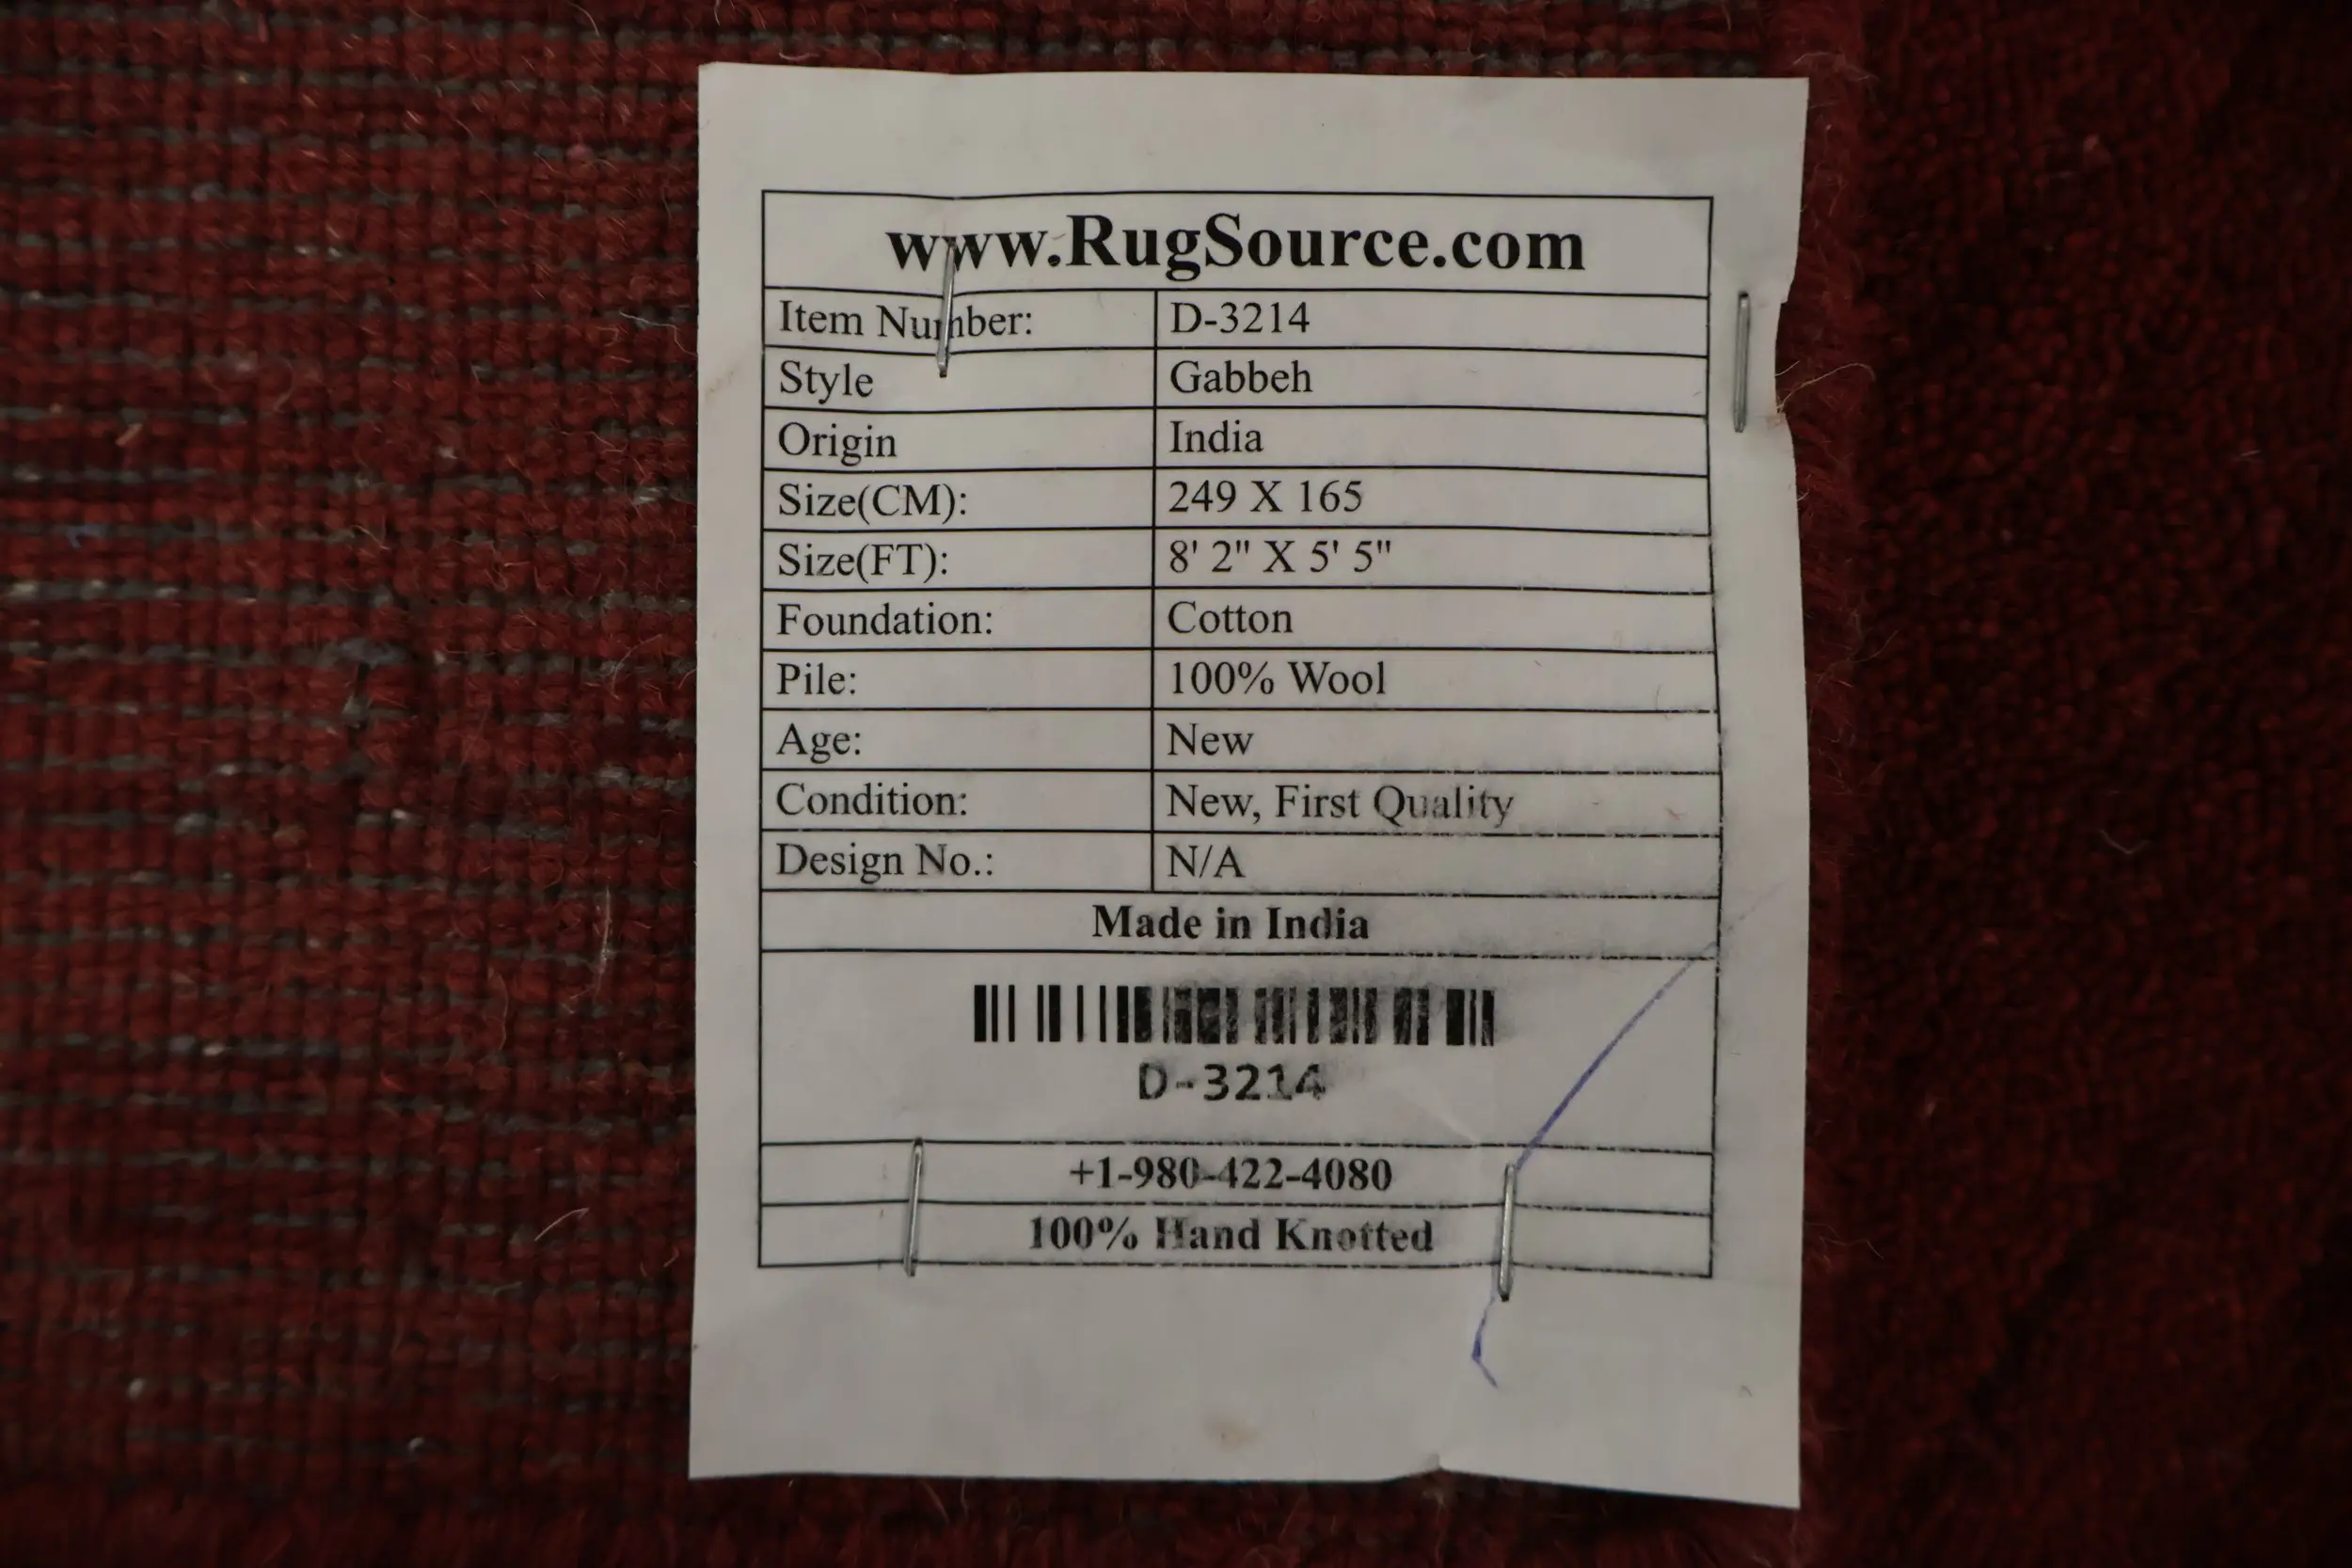 www.RugSource.com
Item Number: D-3214
Style Gabbeh
Origin India
Size(CM): 249 X 165
Size(FT): 8' 2" X 5' 5"
Foundation: Cotton
Pile: 100% Wool
Age: New
Condition: New, First Quality
Design No.: N/A
Made in India
D-3214
+1-980-422-4080
100% Hand Knotted